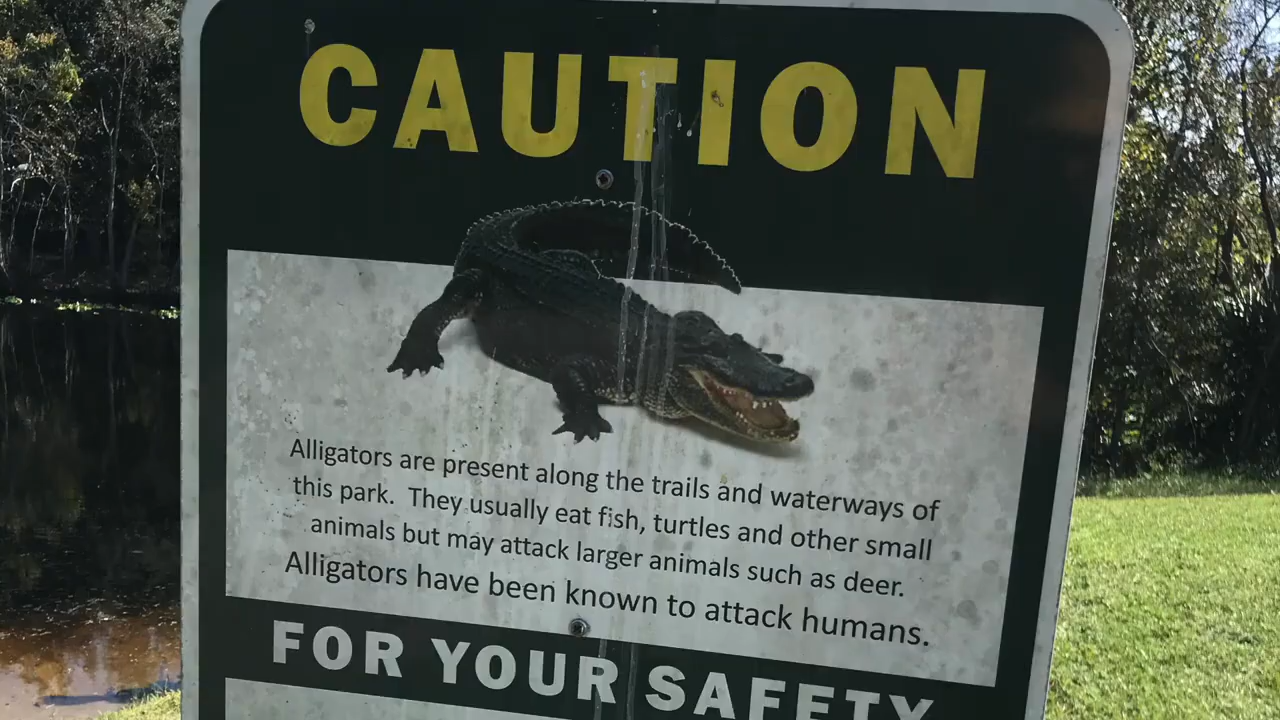 CAUTION
Alligators are present along the trails and waterways of
this park. They usually eat fish, turtles and other small
animals but may attack larger animals such as deer.
Alligators have been known to attack humans.
FOR YOUR SAFETY